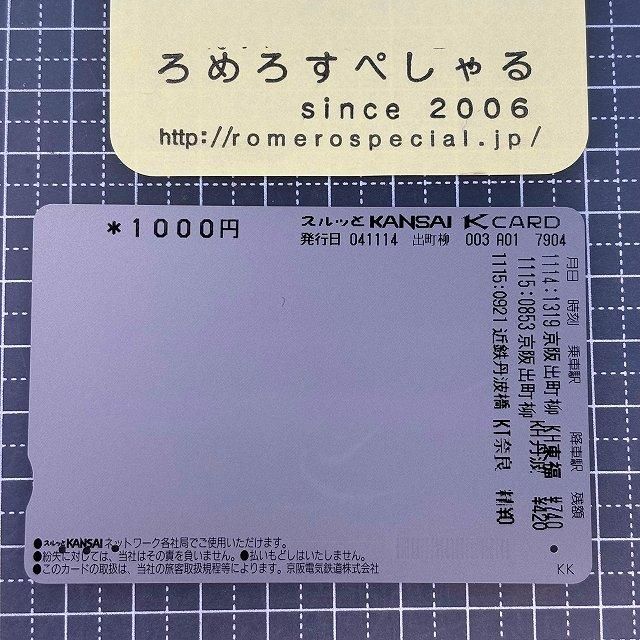 ろめろすぺしゃる
since 2006
http://romerospecial.jp/
*1000円
スルッとKANSAI K CARD
発行日 041114 出町柳 003 A01 7904
月日 時刻 乗車駅 降車駅 残額
1114:1319 京阪出町柳 KH東福 ¥740
1115:0853 京阪出町柳 KH丹波 ¥428
1115:0921 近鉄丹波橋 KT奈良 ¥0
●スルッとKANSAIネットワーク各社局でご使用いただけます。
●紛失に対しては、当社はその責を負いません。●払いもどしはいたしません。
●このカードの取扱は、当社の旅客取扱規程等によります。京阪電気鉄道株式会社
KK